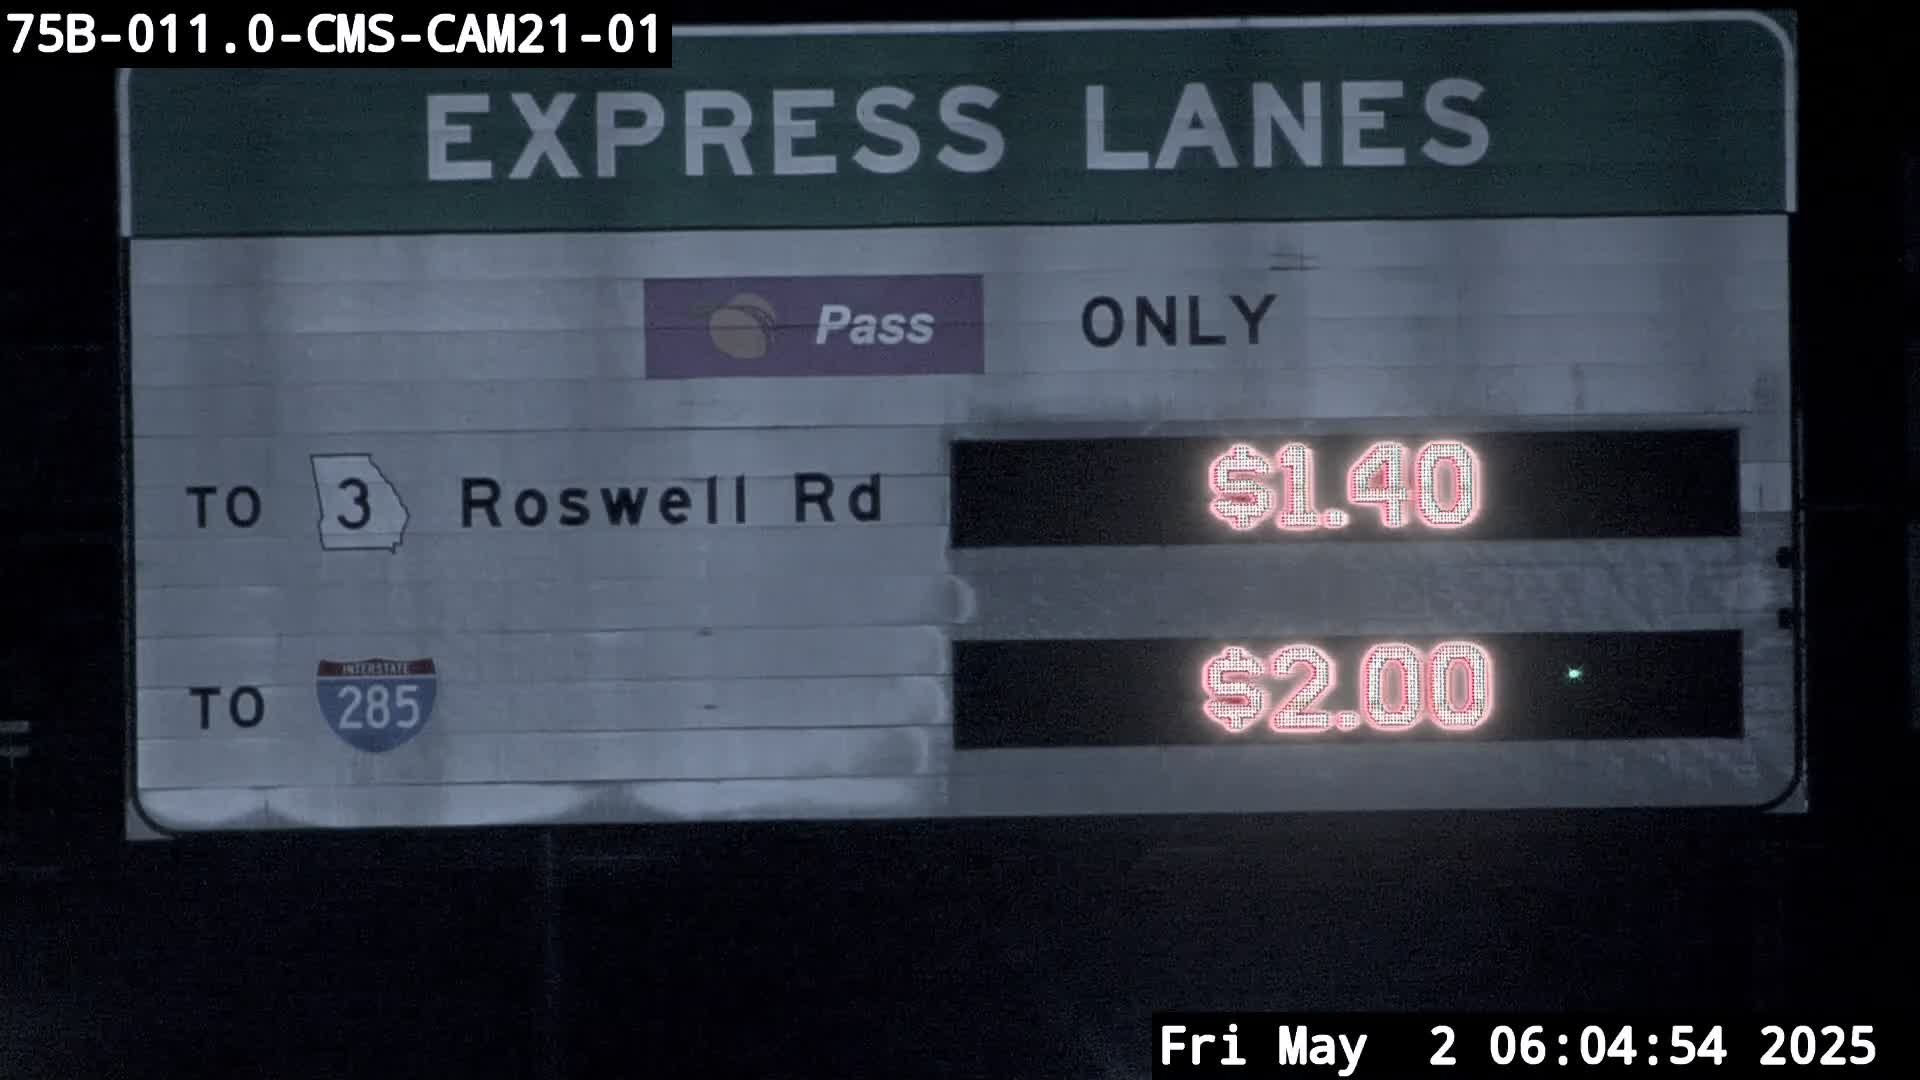 75B-011.0-CMS-CAM21-01
EXPRESS LANES
Pass ONLY
TO 3 Roswell Rd $1.40
INTERSTATE
TO 285 $2.00
Fri May 2 06:04:54 2025